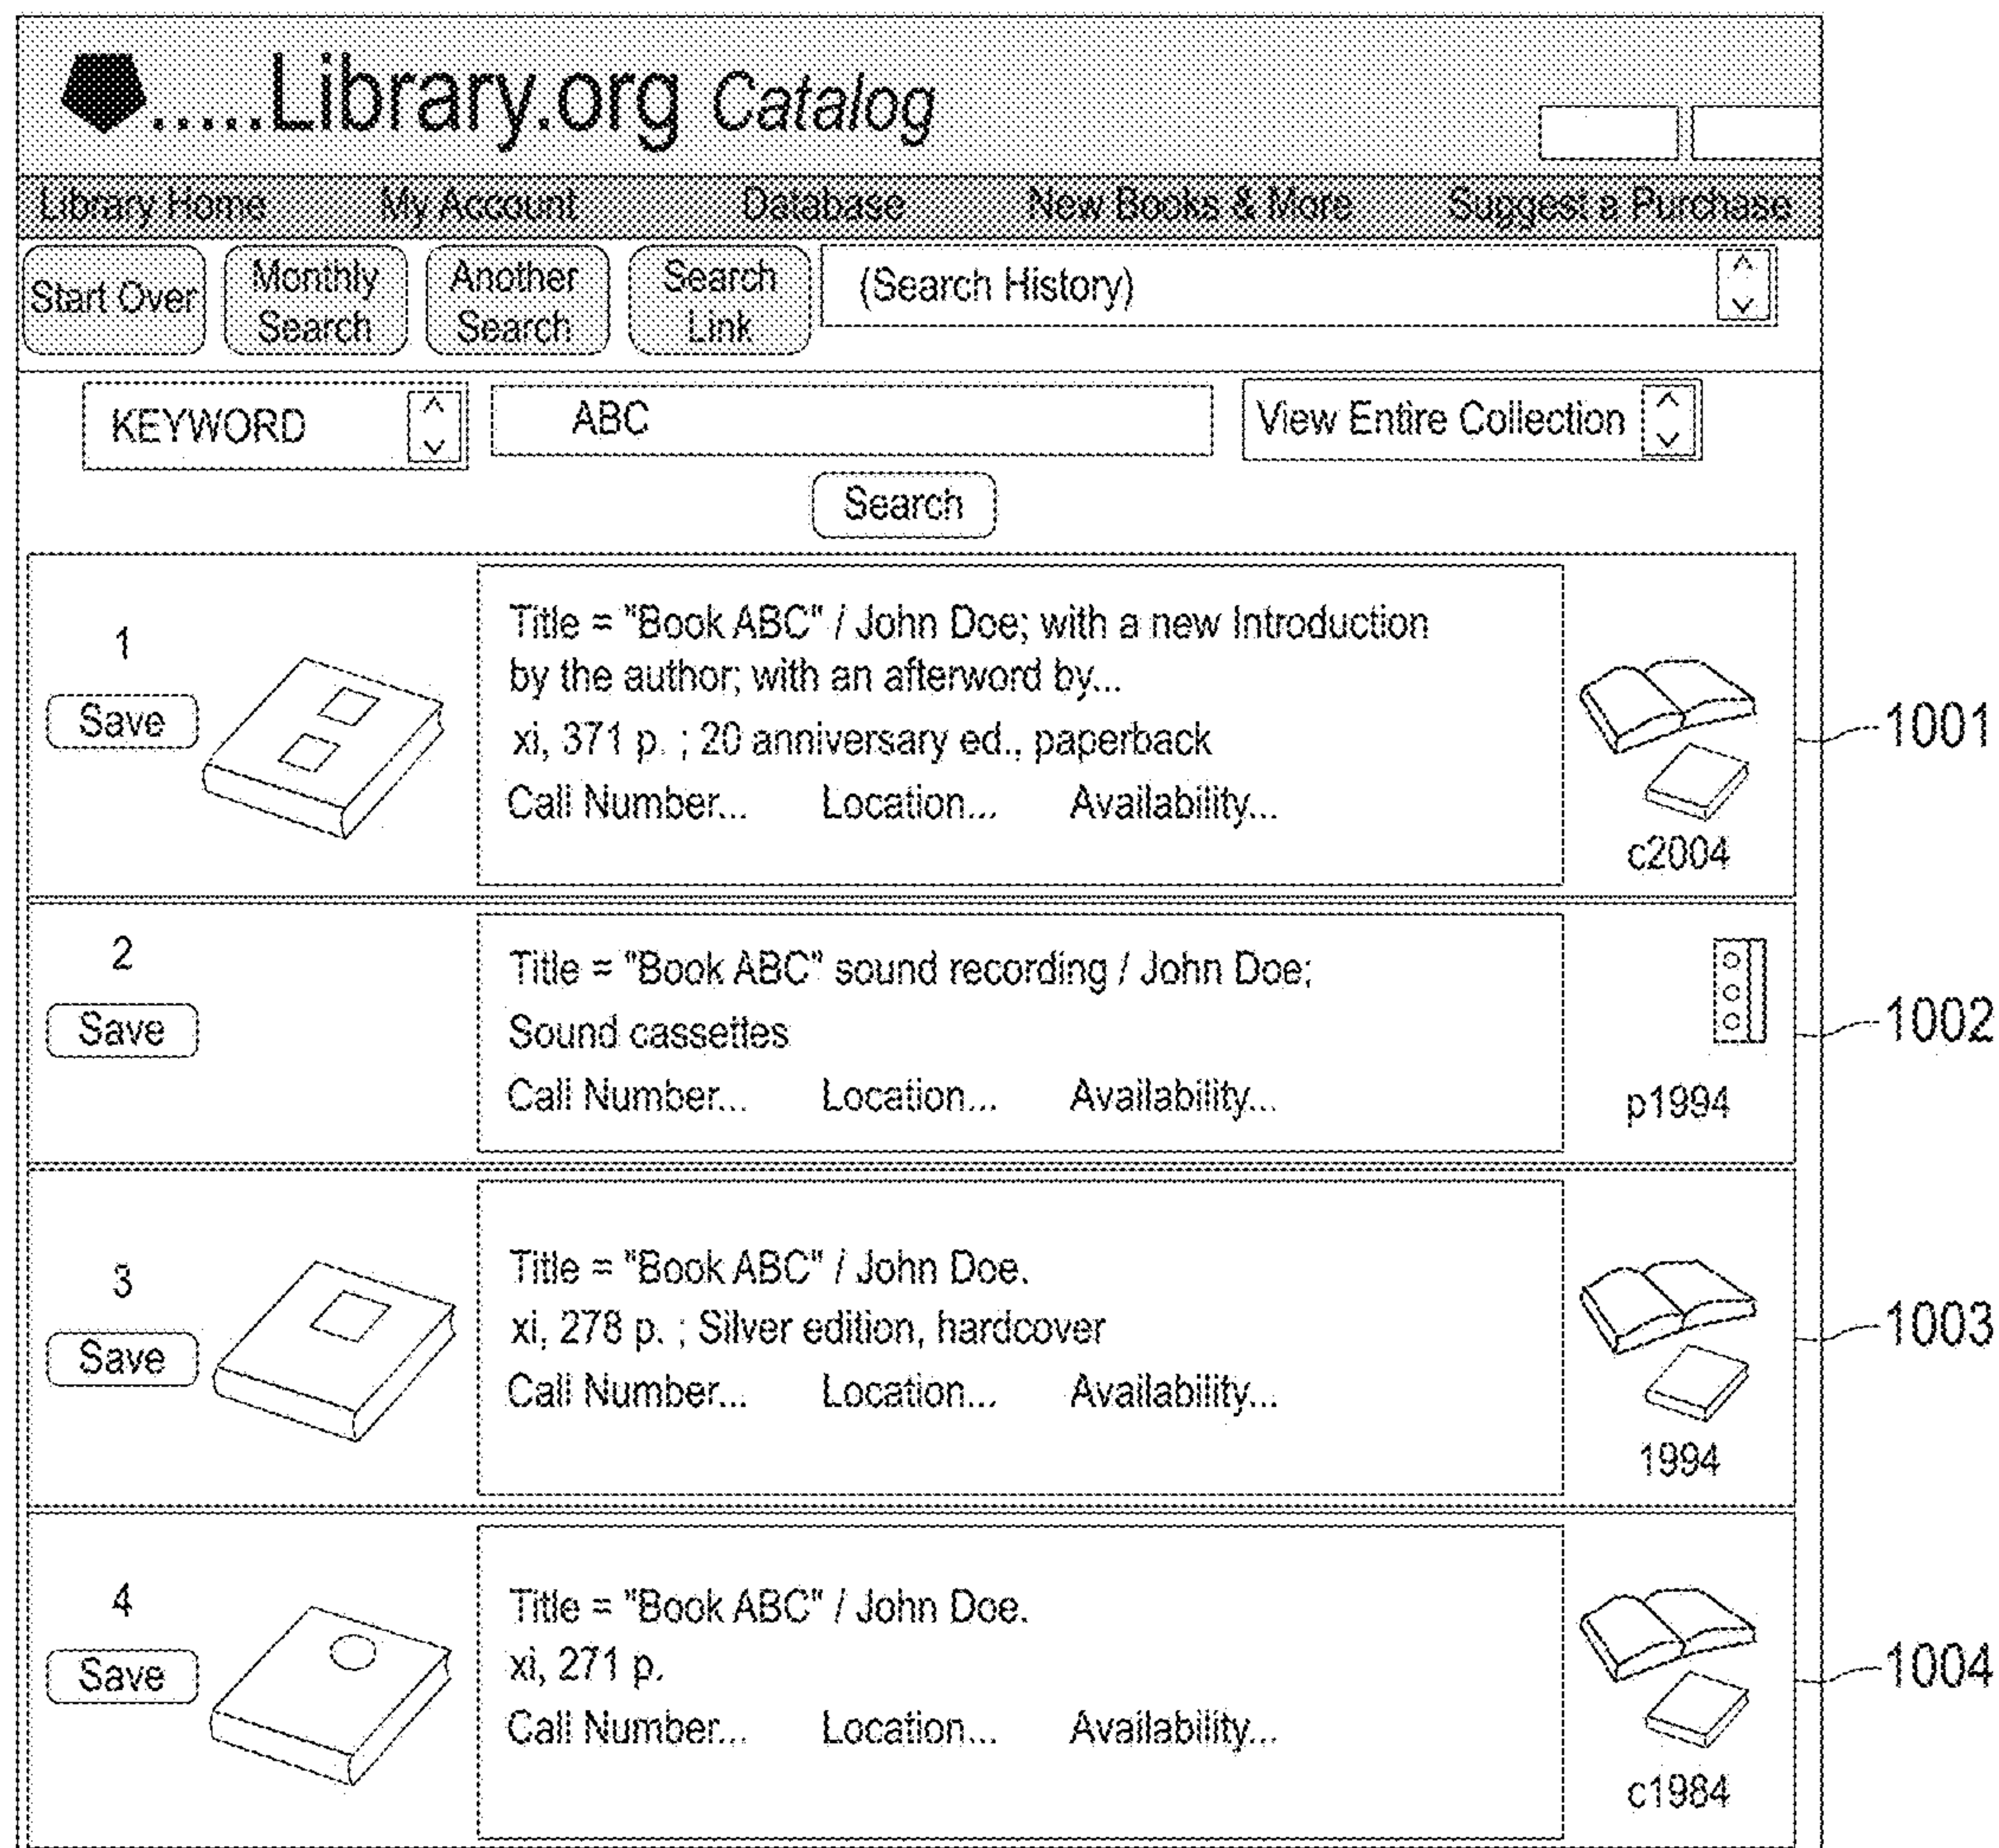 .....Library.org Catalog
Library Home My Account Database New Books & More Suggest a Purchase
Start Over Monthly Search Another Search Search Link (Search History)
KEYWORD ABC View Entire Collection
Search
1
Save
Title = "Book ABC" / John Doe; with a new Introduction
by the author; with an afterword by...
xi, 371 p. ; 20 anniversary ed., paperback
Call Number... Location... Availability...
c2004
1001
2
Save
Title = "Book ABC" sound recording / John Doe;
Sound cassettes
Call Number... Location... Availability...
p1994
1002
3
Save
Title = "Book ABC" / John Doe.
xi, 278 p. ; Silver edition, hardcover
Call Number... Location... Availability...
1994
1003
4
Save
Title = "Book ABC" / John Doe.
xi, 271 p.
Call Number... Location... Availability...
c1984
1004